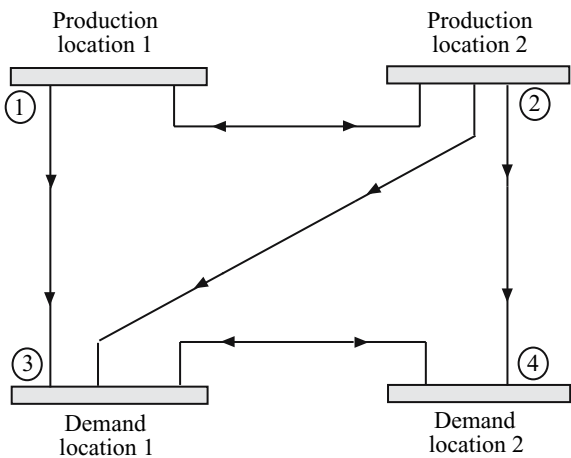 Production
location 1
Production
location 2
1
2
3
4
Demand
location 1
Demand
location 2